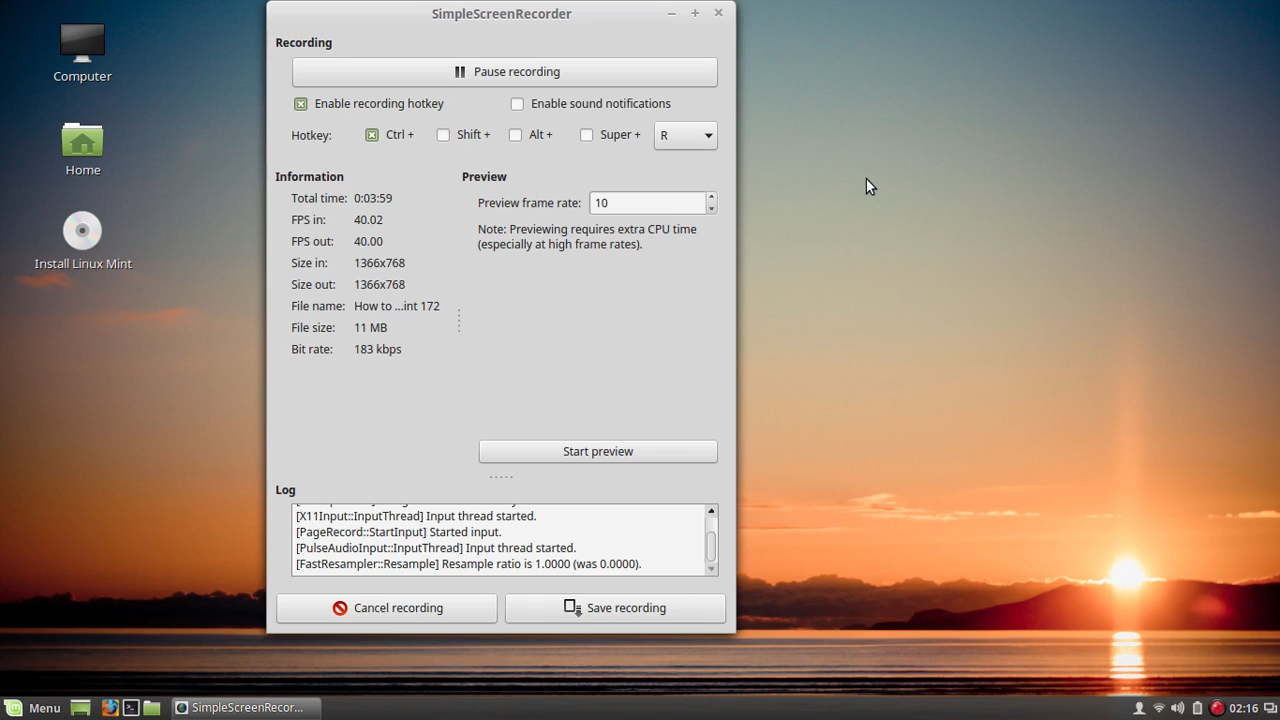 SimpleScreenRecorder
Computer
Home
Install Linux Mint
Recording
Pause recording
Enable recording hotkey
Enable sound notifications
Hotkey: Ctrl + Shift + Alt + Super + R
Information
Total time: 0:03:59
FPS in: 40.02
FPS out: 40.00
Size in: 1366x768
Size out: 1366x768
File name: How to ...int 172
File size: 11 MB
Bit rate: 183 kbps
Preview
Preview frame rate: 10
Note: Previewing requires extra CPU time
(especially at high frame rates).
Start preview
Log
[X11Input::InputThread] Input thread started.
[PageRecord::StartInput] Started input.
[PulseAudioInput::InputThread] Input thread started.
[FastResampler::Resample] Resample ratio is 1.0000 (was 0.0000).
Cancel recording
Save recording
Menu
SimpleScreenRecor...
02:16